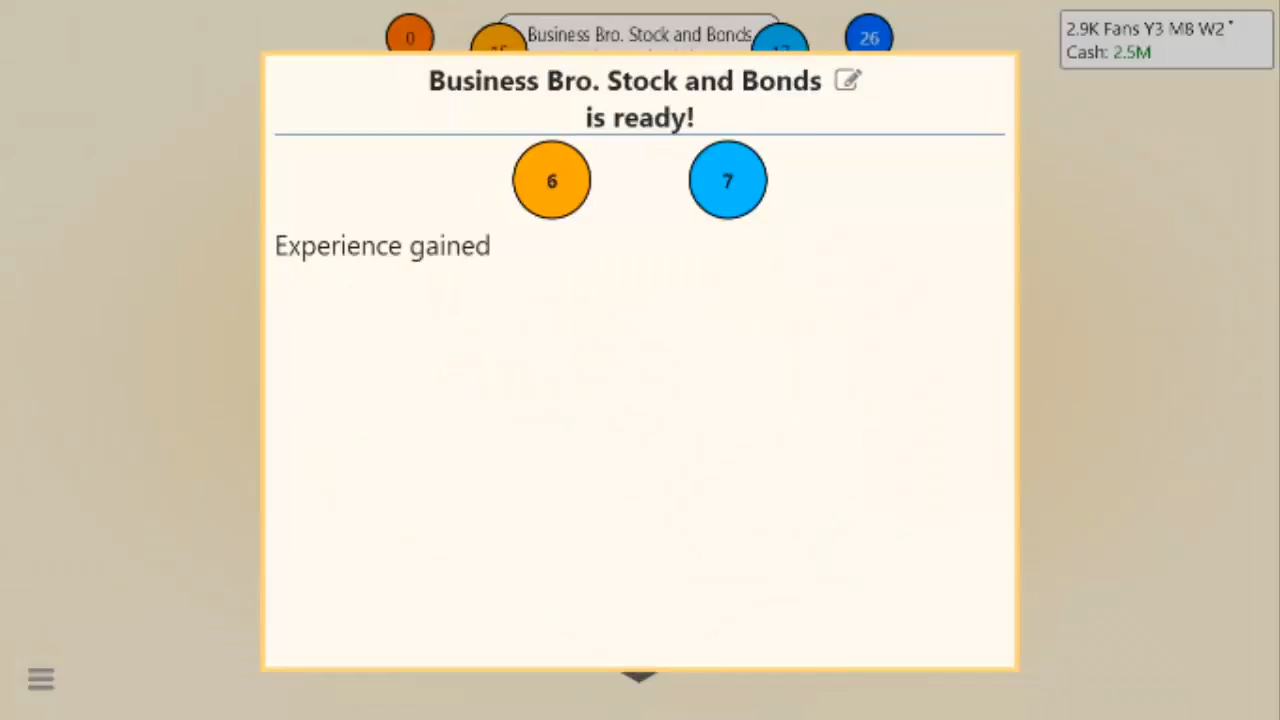 0
Business Bro. Stock and Bonds
26
2.9K Fans Y3 M8 W2
Cash: 2.5M
Business Bro. Stock and Bonds
is ready!
6
7
Experience gained